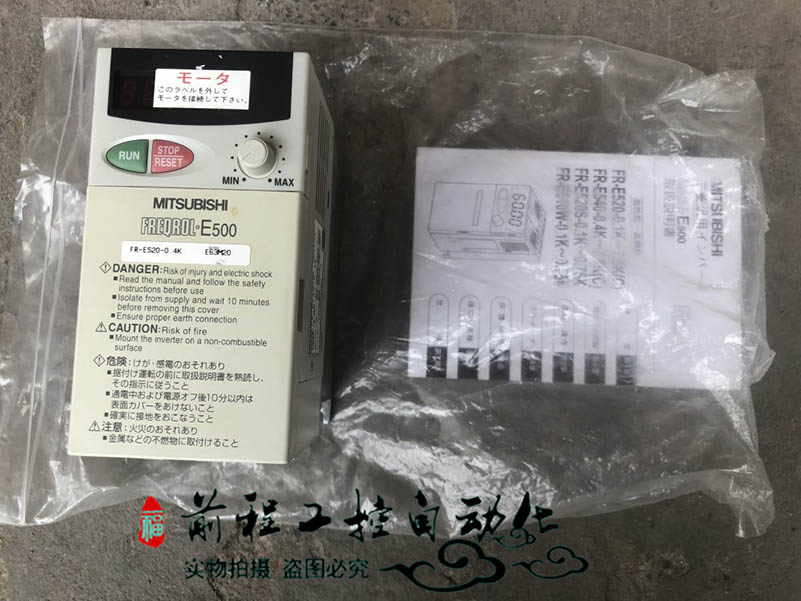 モータ
このラベルを外して
モータを接続して下さい。
RUN
STOP
RESET
MIN
MAX
MITSUBISHI
FREQROL-E500
FR-E520-0.4K
DANGER: Risk of injury and electric shock
■ Read the manual and follow the safety
instructions before use
■ Isolate from supply and wait 10 minutes
before removing this cover
■ Ensure proper earth connection
CAUTION: Risk of fire
■ Mount the inverter on a non-combustible
surface
危険:けが・感電のおそれあり
■ 据付け運転の前に取扱説明書を熟読し、
その指示に従うこと
■ 通電中および電源オフ後10分以内は
表面カバーをあけないこと
■ 確実に接地をおこなうこと
注意:火災のおそれあり
■ 金属などの不燃物に取付けること
MITSUBISHI
E500
取扱説明書
60.00
福
前程工控自动化
实物拍摄 盗图必究